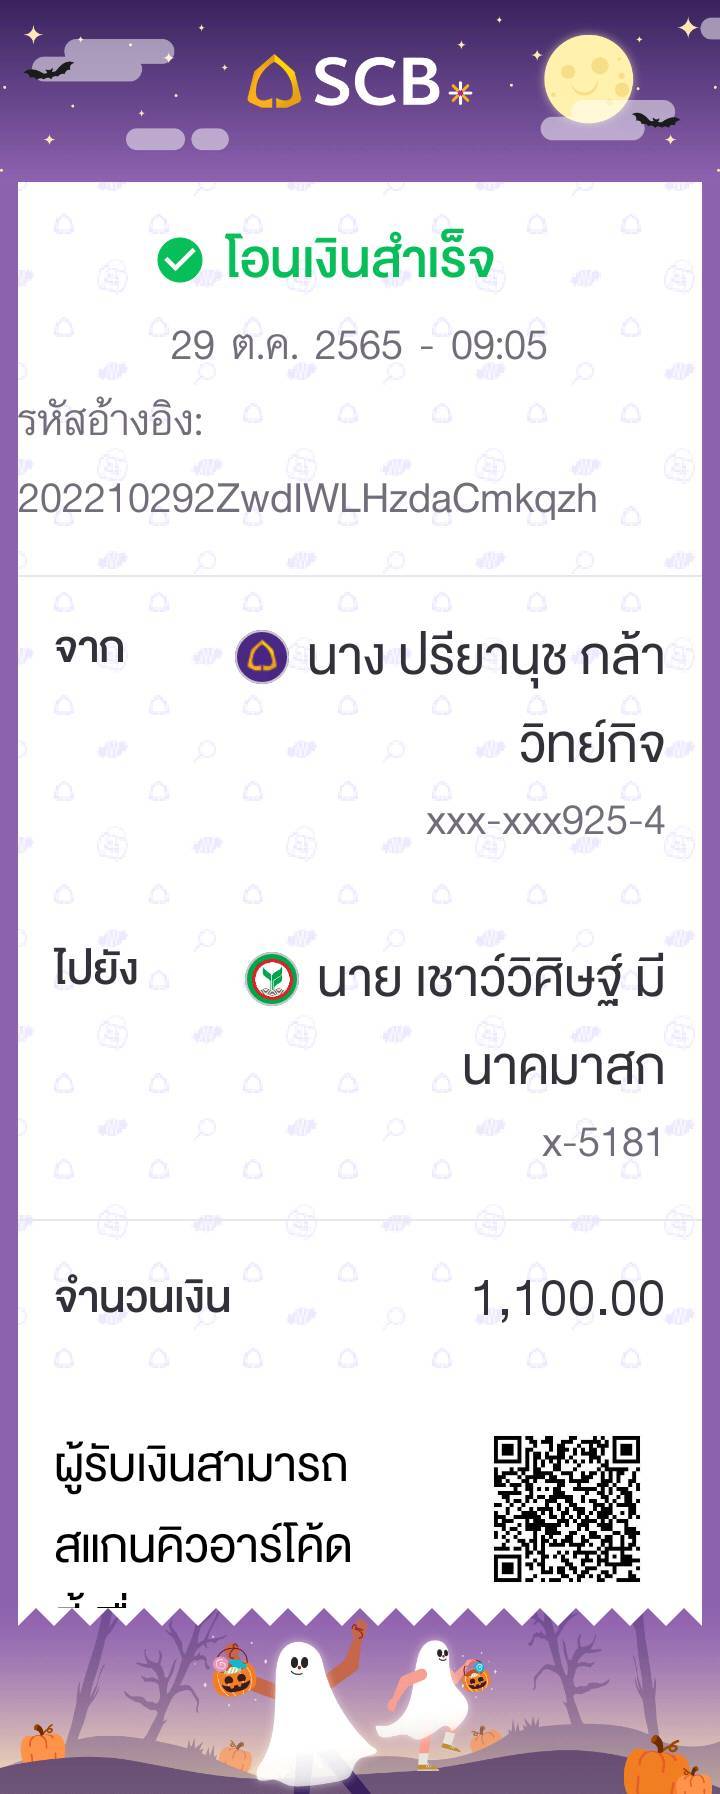 SCB
โอนเงินสำเร็จ
29 ต.ค. 2565 - 09:05
รหัสอ้างอิง:
202210292ZwdIWLHzdaCmkqzh
จาก
นาง ปรียานุช กล้า
วิทย์กิจ
xxx-xxx925-4
ไปยัง
นาย เชาว์วิศิษฐ์ มี
นาคมาสก
x-5181
จำนวนเงิน
1,100.00
ผู้รับเงินสามารถ
สแกนคิวอาร์โค้ด